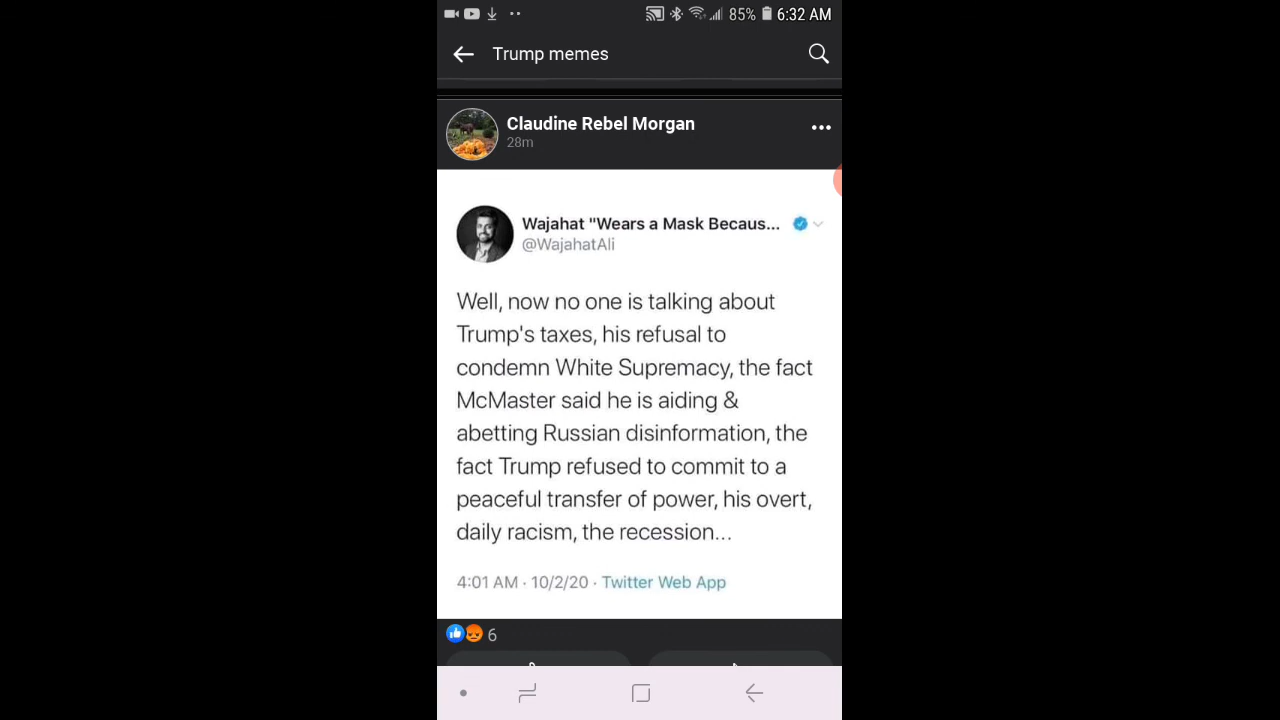 85% 6:32 AM
Trump memes
Claudine Rebel Morgan
28m
Wajahat "Wears a Mask Becaus...
@WajahatAli
Well, now no one is talking about
Trump's taxes, his refusal to
condemn White Supremacy, the fact
McMaster said he is aiding &
abetting Russian disinformation, the
fact Trump refused to commit to a
peaceful transfer of power, his overt,
daily racism, the recession...
4:01 AM · 10/2/20 · Twitter Web App
6